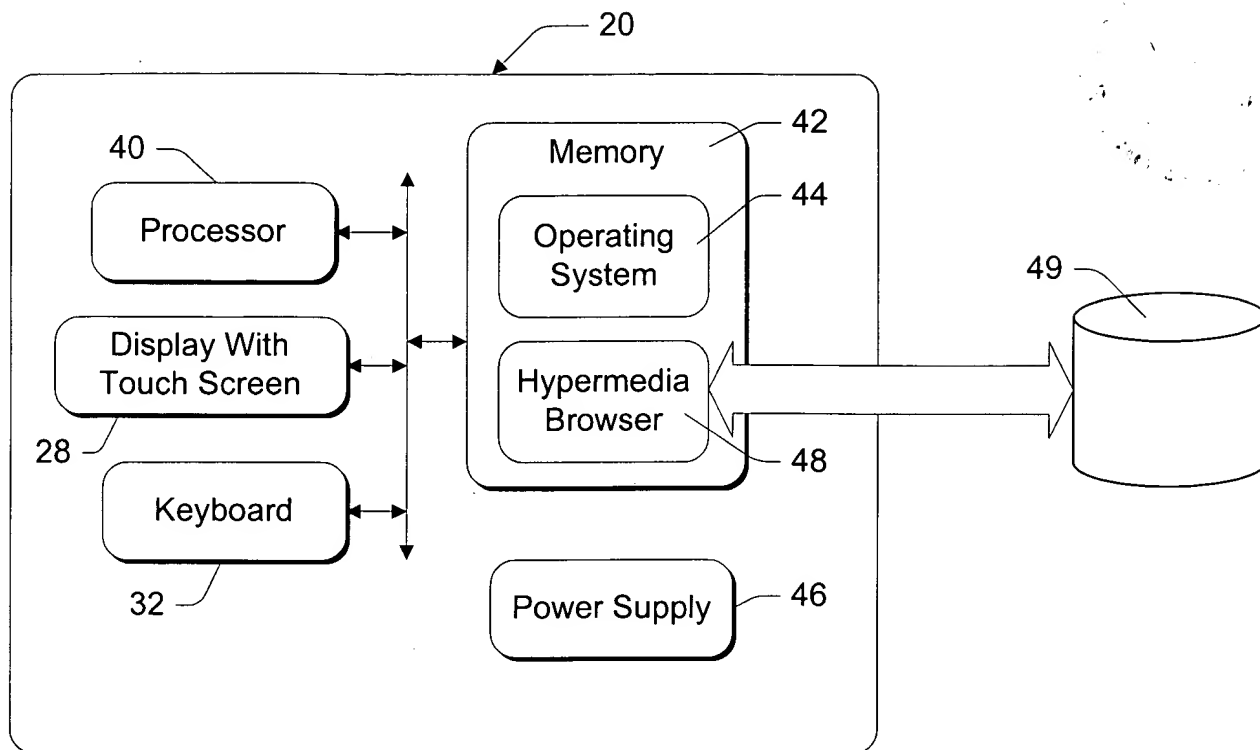 20
42
Memory
40
44
Processor
Operating
System
49
Display With
Touch Screen
Hypermedia
Browser
28
48
Keyboard
32
Power Supply
46